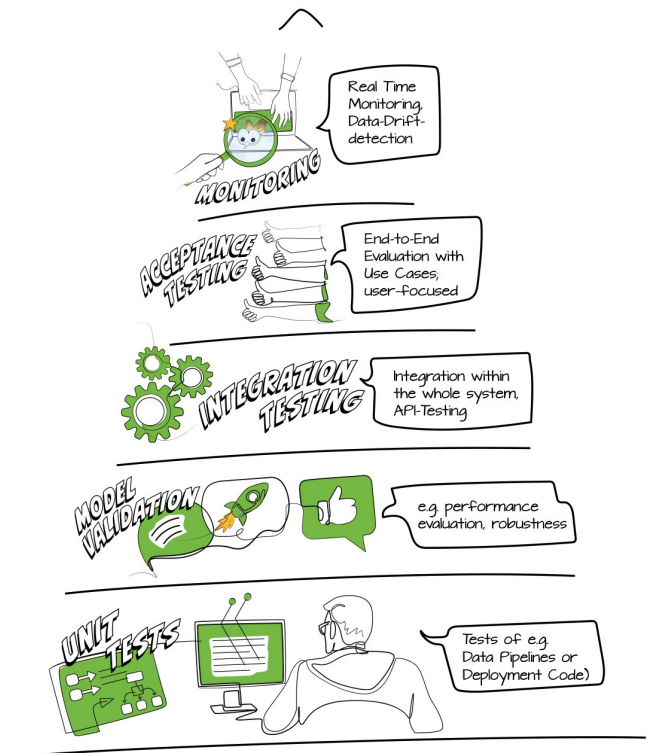 Real Time
Monitoring,
Data-Drift-
detection
MONITORING
ACCEPTANCE
TESTING
End-to-End
Evaluation with
Use Cases;
user-focused
INTEGRATION
TESTING
Integration within
the whole system,
API-Testing
MODEL
VALIDATION
e.g. performance
evaluation, robustness
UNIT
TESTS
Tests of e.g.
Data Pipelines or
Deployment Code)